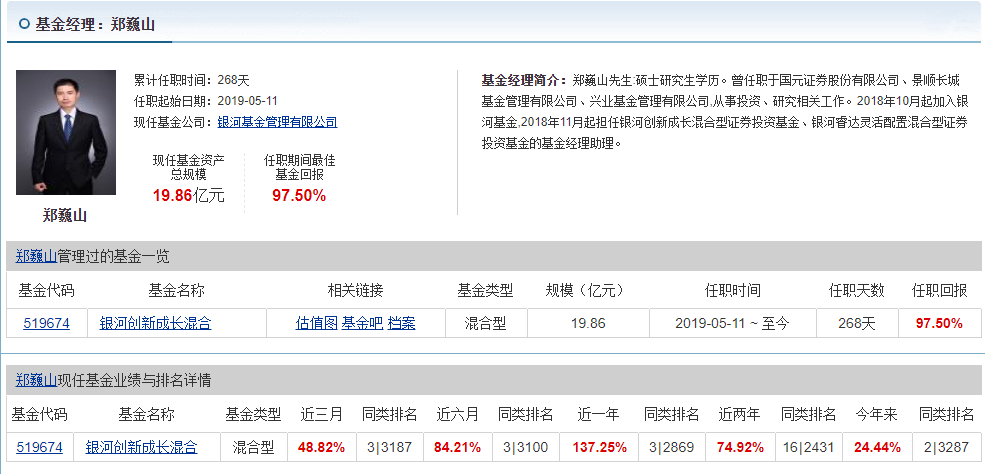 基金经理：郑巍山
累计任职时间：268天
任职起始日期：2019-05-11
现任基金公司：银河基金管理有限公司
现任基金资产
总规模
19.86亿元
任职期间最佳
基金回报
97.50%
郑巍山
基金经理简介：郑巍山先生:硕士研究生学历。曾任职于国元证券股份有限公司、景顺长城
基金管理有限公司、兴业基金管理有限公司,从事投资、研究相关工作。2018年10月起加入银
河基金,2018年11月起担任银河创新成长混合型证券投资基金、银河睿达灵活配置混合型证券
投资基金的基金经理助理。
郑巍山管理过的基金一览
基金代码 基金名称 相关链接 基金类型 规模（亿元） 任职时间 任职天数 任职回报
519674 银河创新成长混合 估值图 基金吧 档案 混合型 19.86 2019-05-11 ~ 至今 268天 97.50%
郑巍山现任基金业绩与排名详情
基金代码 基金名称 基金类型 近三月 同类排名 近六月 同类排名 近一年 同类排名 近两年 同类排名 今年来 同类排名
519674 银河创新成长混合 混合型 48.82% 3|3187 84.21% 3|3100 137.25% 3|2869 74.92% 16|2431 24.44% 2|3287